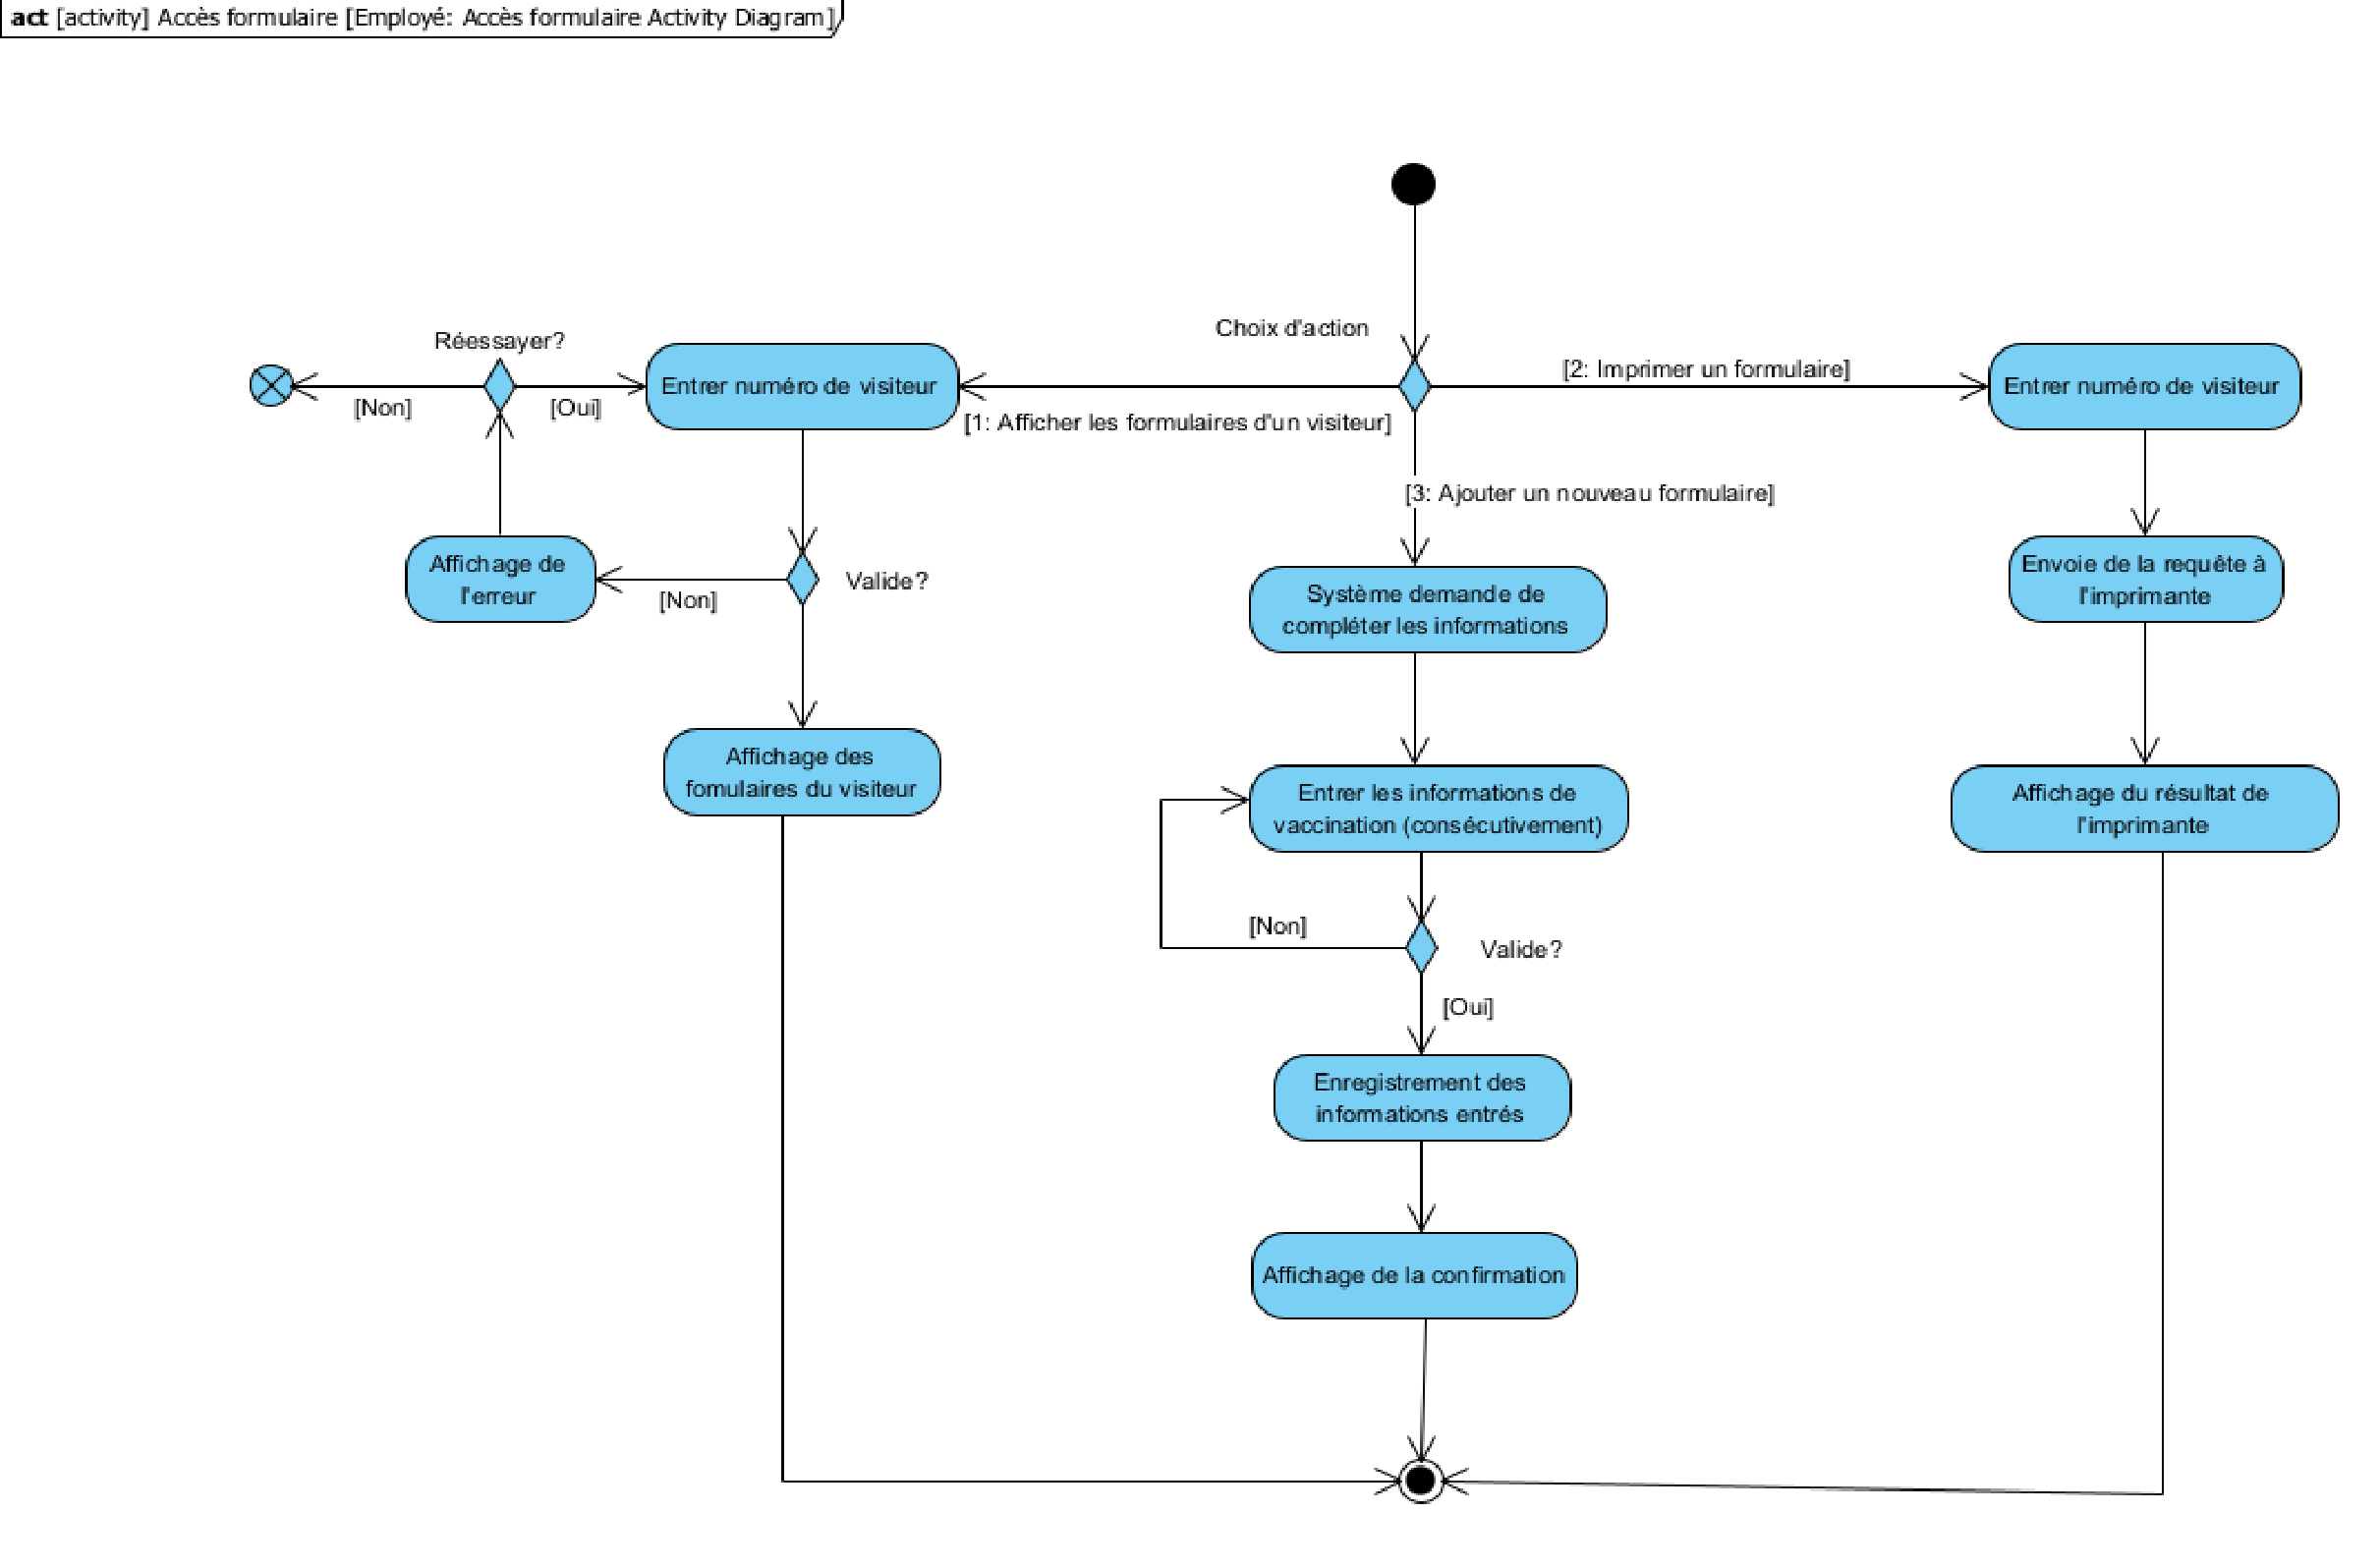 act [activity] Accès formulaire [Employé: Accès formulaire Activity Diagram]
Choix d'action
Réessayer?
[Non]
[Oui]
Entrer numéro de visiteur
[1: Afficher les formulaires d'un visiteur]
[2: Imprimer un formulaire]
Entrer numéro de visiteur
[3: Ajouter un nouveau formulaire]
Affichage de
l'erreur
[Non]
Valide?
Système demande de
compléter les informations
Envoie de la requête à
l'imprimante
Affichage des
fomulaires du visiteur
Entrer les informations de
vaccination (consécutivement)
Affichage du résultat de
l'imprimante
[Non]
Valide?
[Oui]
Enregistrement des
informations entrés
Affichage de la confirmation